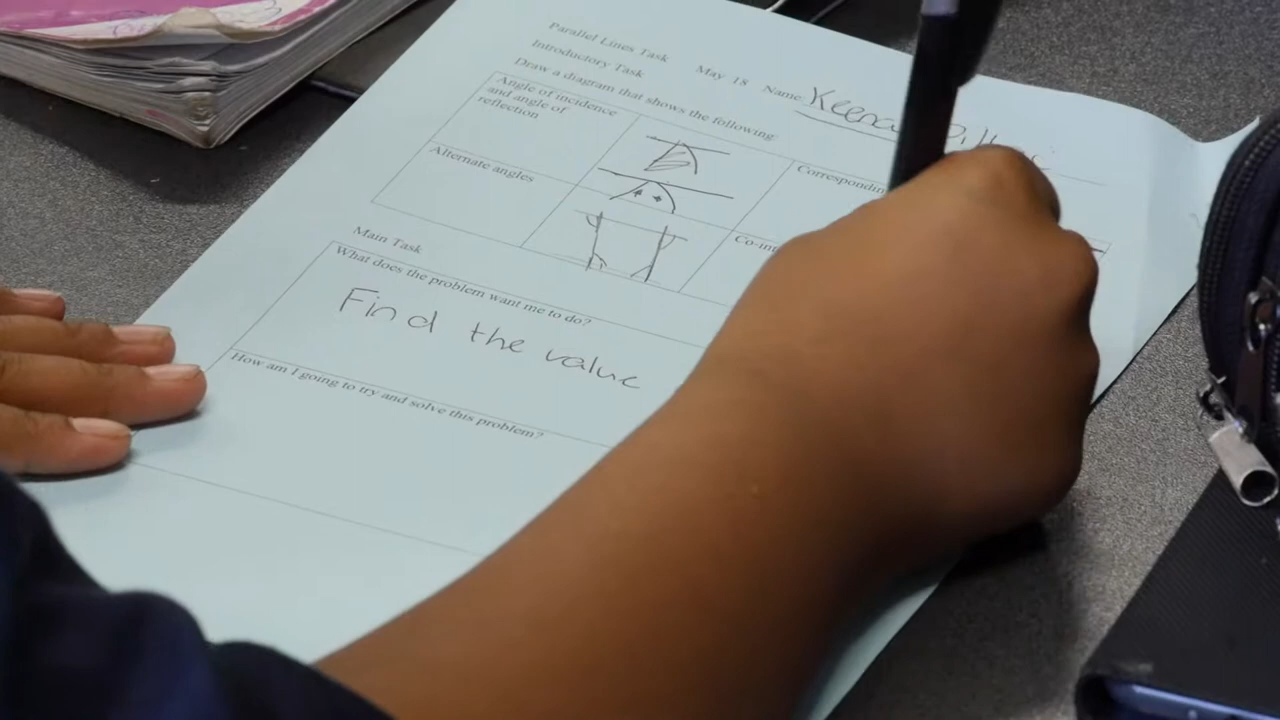 Parallel Lines Task May 18 Name:
Introductory Task
Draw a diagram that shows the following
Angle of incidence
and angle of
reflection
Alternate angles
Main Task
What does the problem want me to do?
Find the value
How am I going to try and solve this problem?